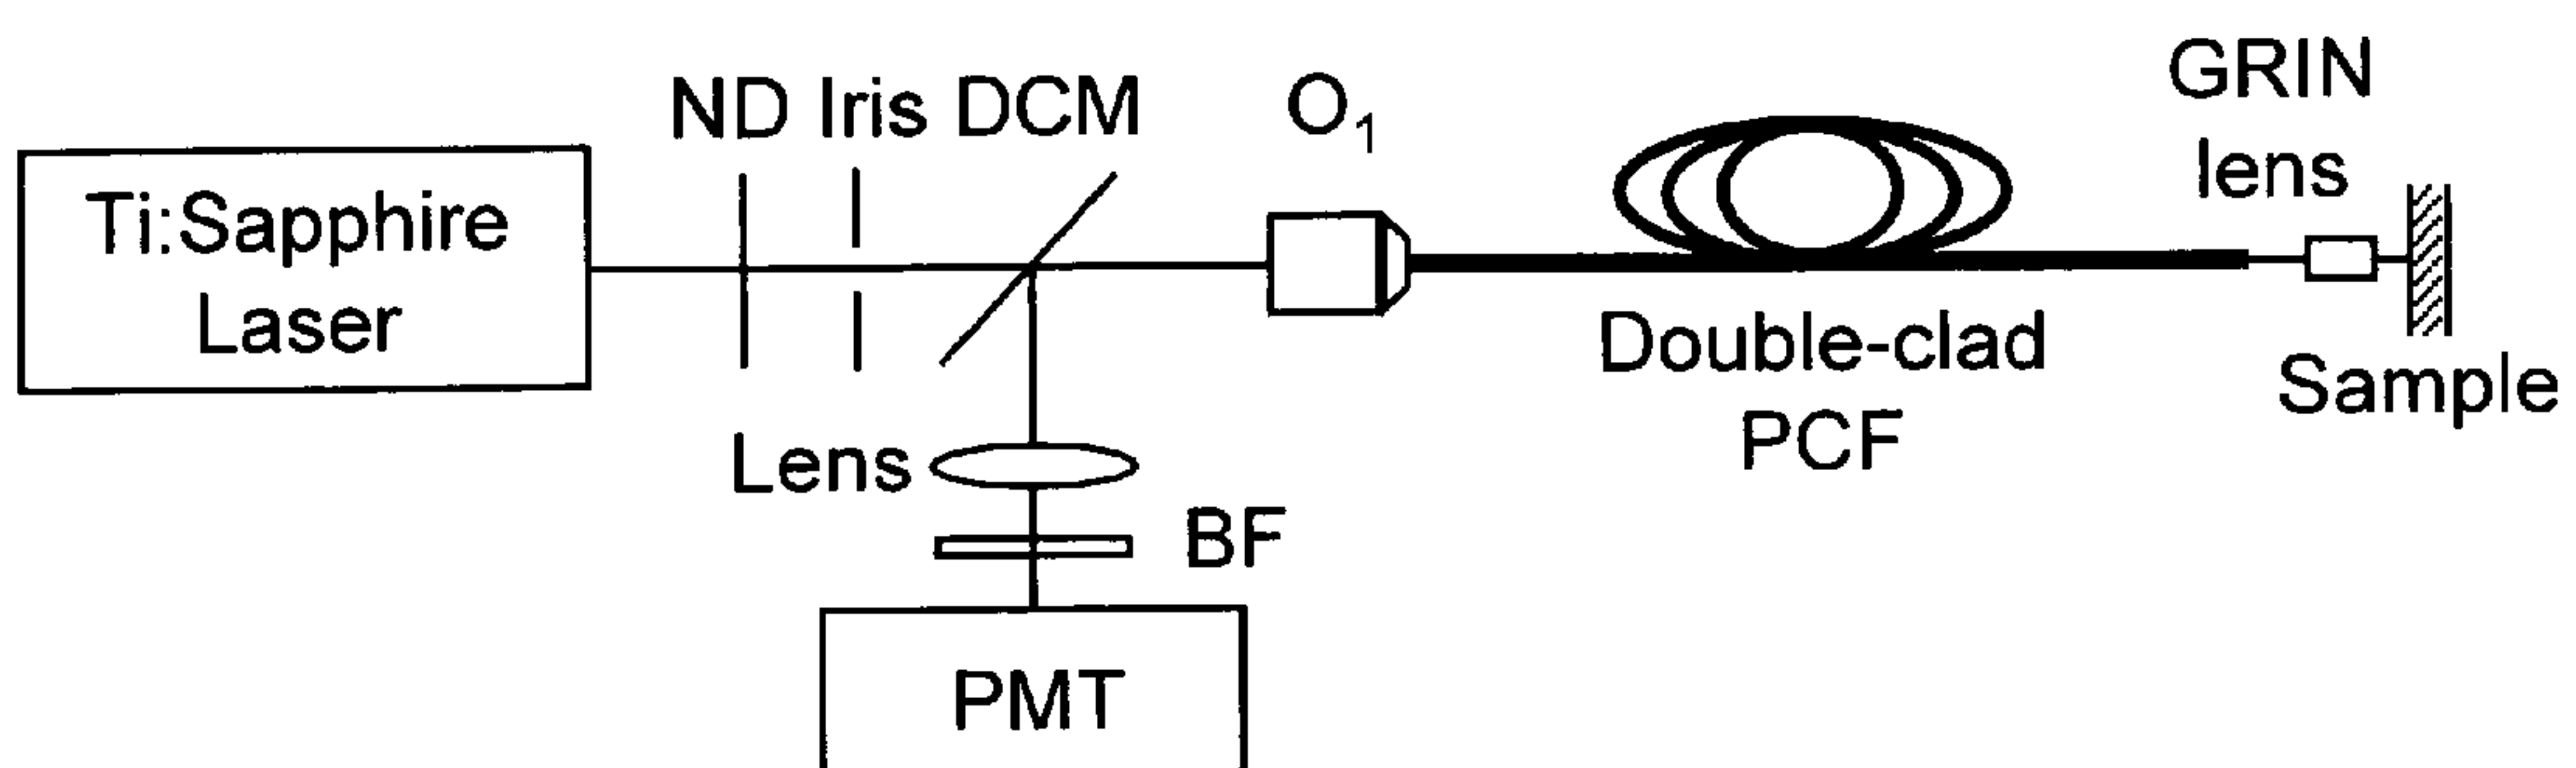 Ti:Sapphire
Laser
ND Iris DCM
O₁
GRIN
lens
Double-clad
PCF
Sample
Lens
BF
PMT